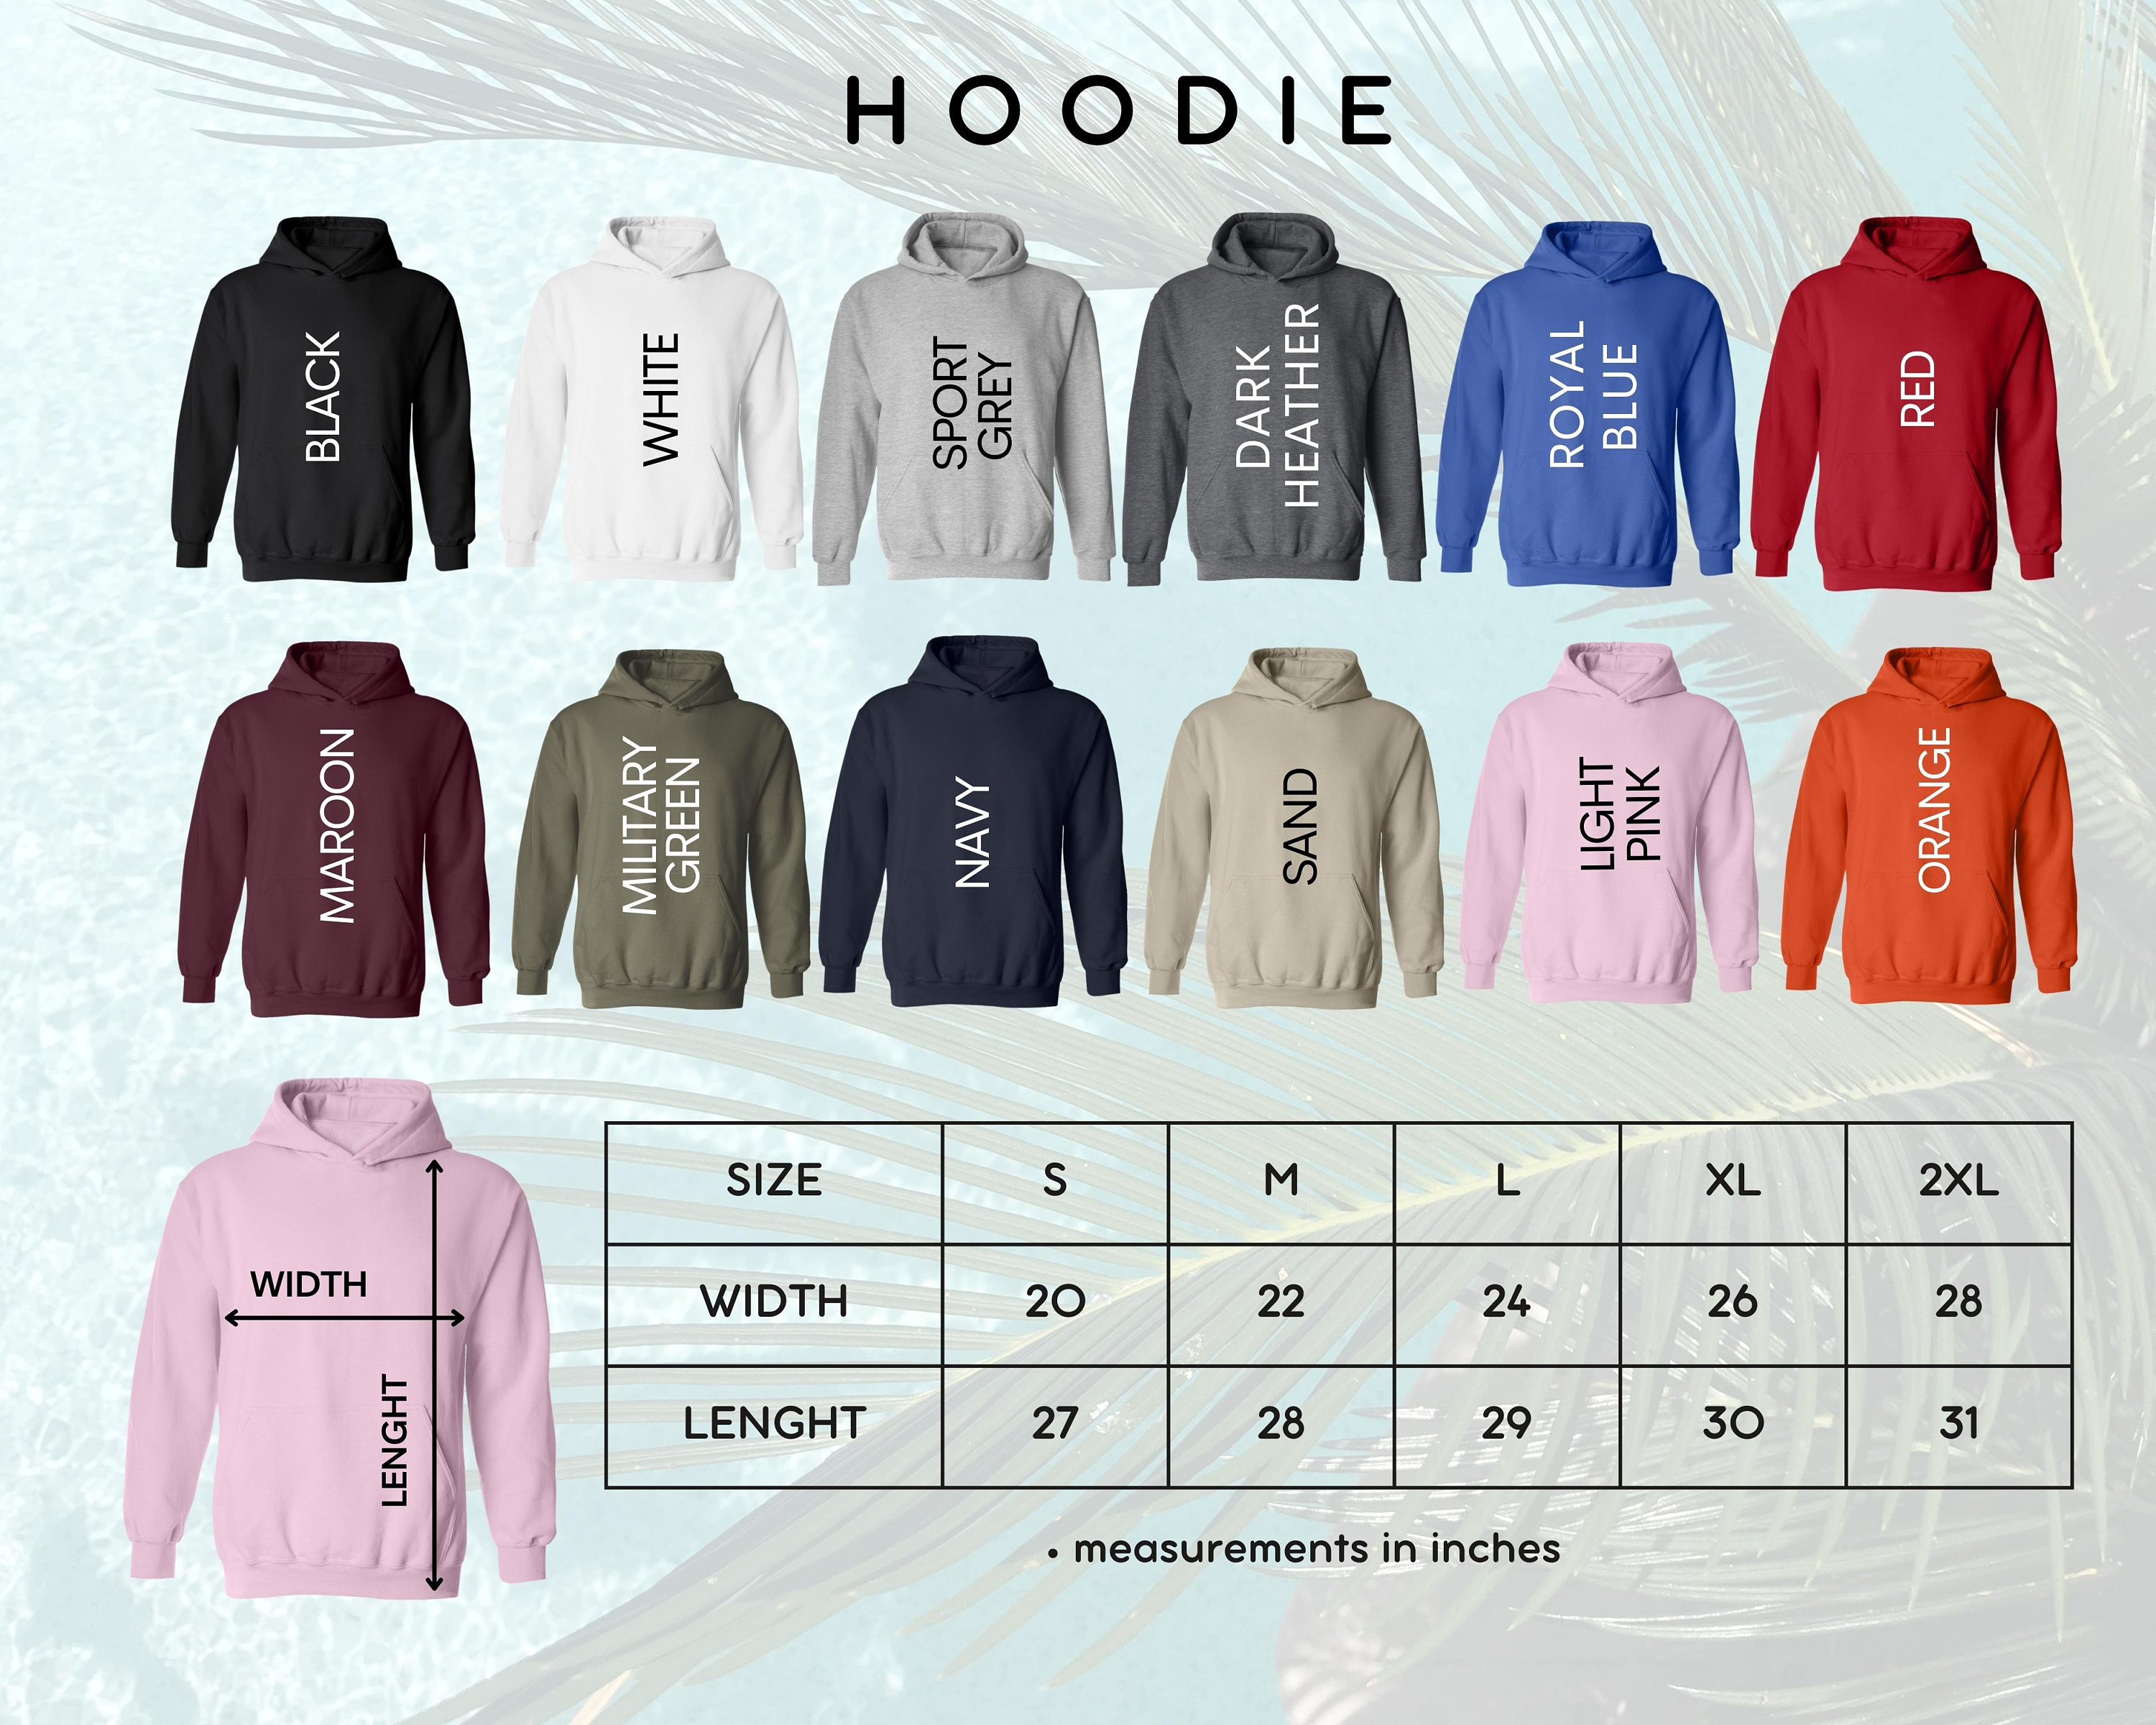 HOODIE
BLACK
WHITE
SPORT
GREY
DARK
HEATHER
ROYAL
BLUE
RED
MAROON
MILITARY
GREEN
NAVY
SAND
LIGHT
PINK
ORANGE
WIDTH
LENGHT
SIZE S M L XL 2XL
WIDTH 20 22 24 26 28
LENGHT 27 28 29 30 31
• measurements in inches